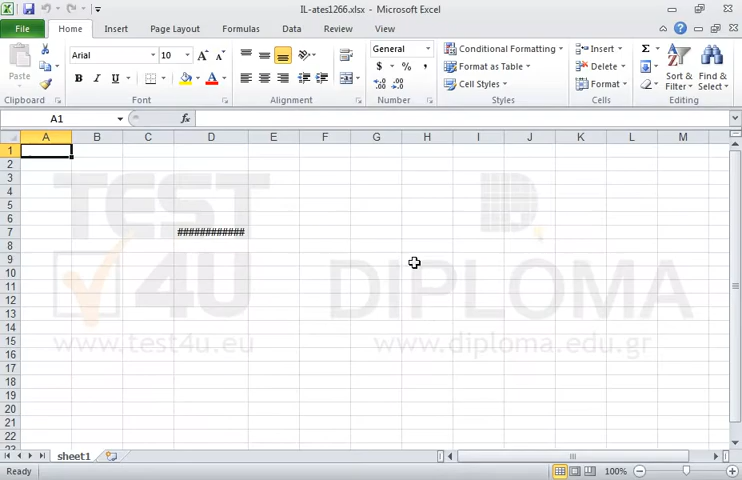 IL-ates1266.xlsx - Microsoft Excel
File Home Insert Page Layout Formulas Data Review View
Paste
Arial 10
B I U
General
$ % ,
Conditional Formatting
Format as Table
Cell Styles
Insert
Delete
Format
Σ
Sort & Filter
Find & Select
Clipboard Font Alignment Number Styles Cells Editing
A1 fx
A B C D E F G H I J K L M
1
2
3
4
5
6
7 ############
8
9
10
11
12
13
14
15
16
17
18
19
20
21
22
23
TEST
4U
www.test4u.eu
D
DIPLOMA
www.diploma.edu.gr
sheet1
Ready 100%